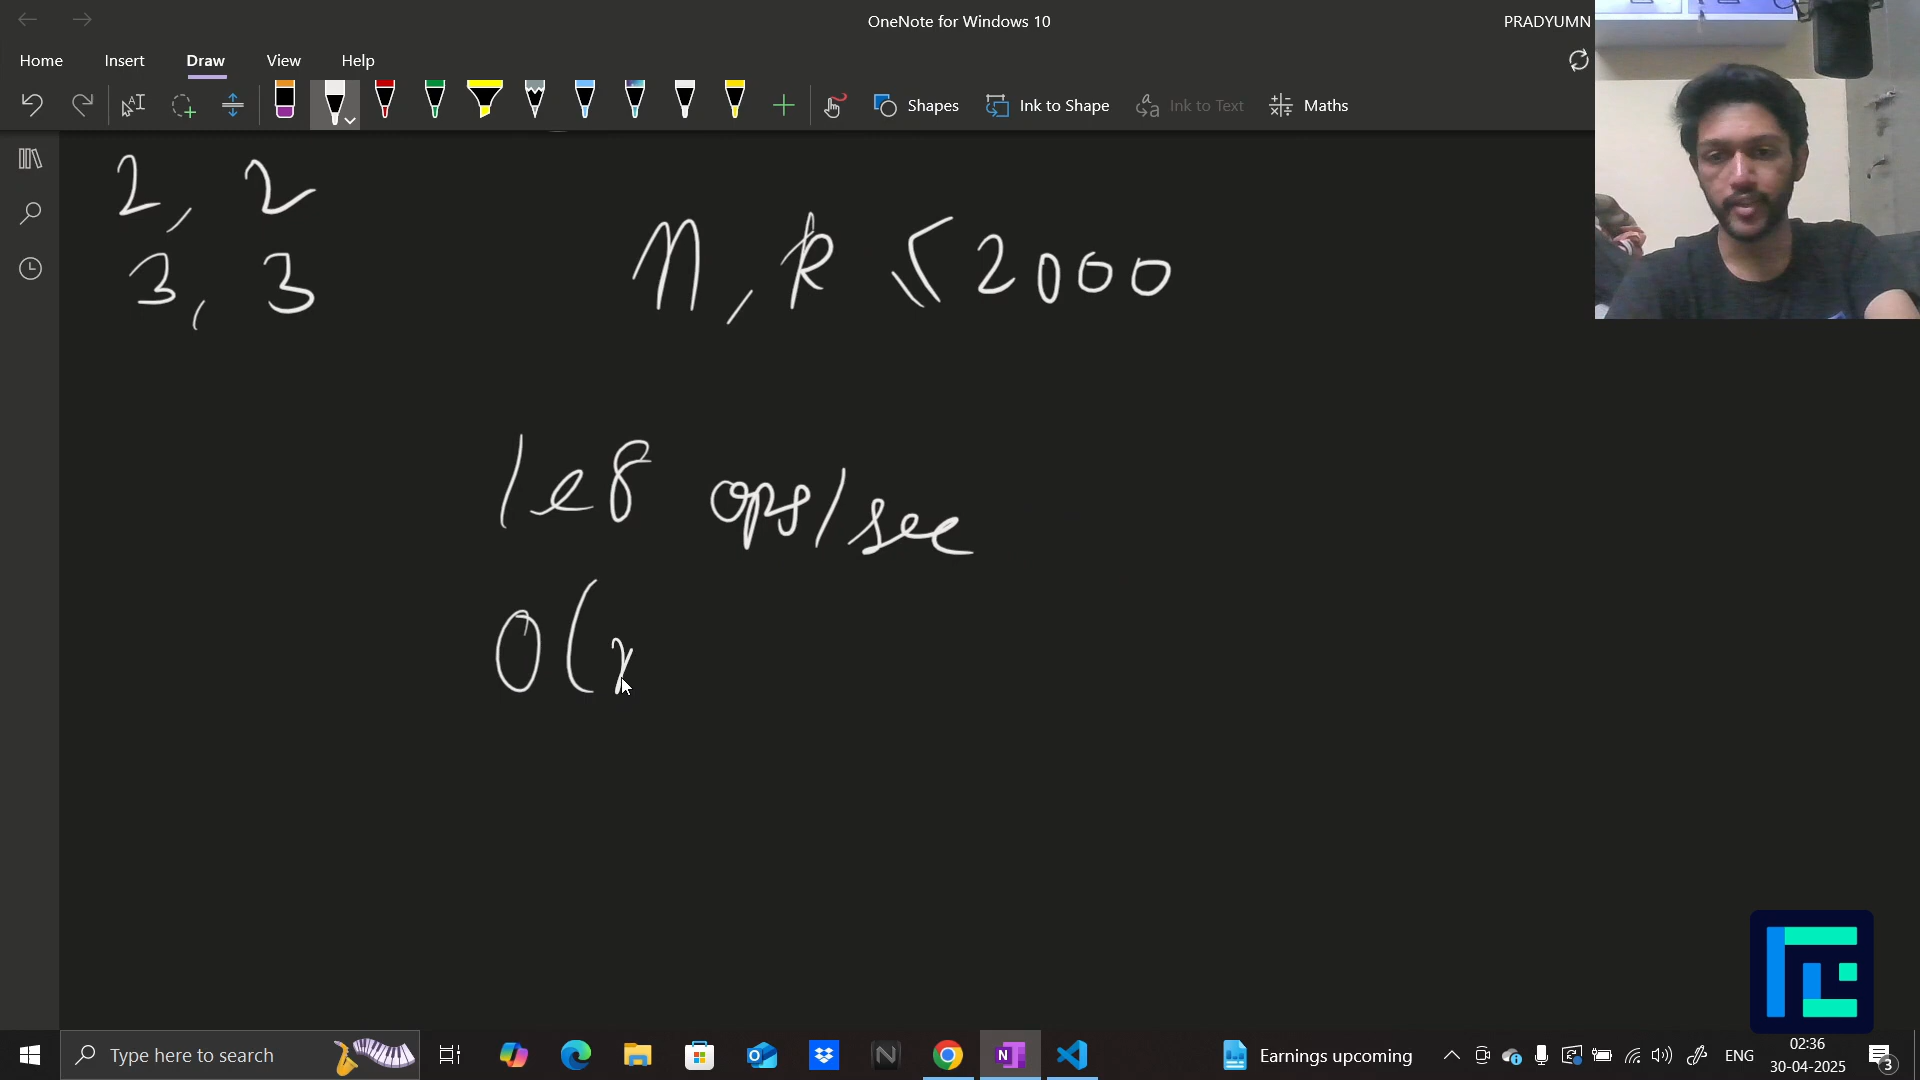 OneNote for Windows 10
PRADYUMN
Home Insert Draw View Help
Shapes Ink to Shape Ink to Text Maths
2, 2
3, 3
n, k ≤ 2000
1e8 ops/sec
O(
Type here to search
Earnings upcoming
ENG
02:36
30-04-2025
3